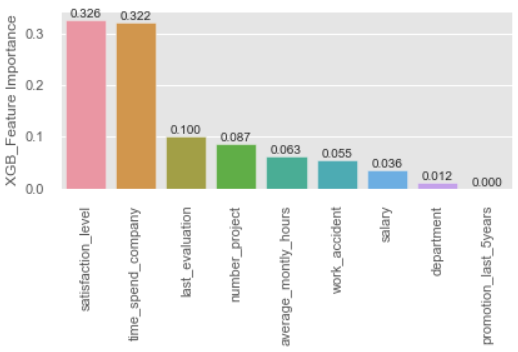 XGB_Feature Importance
0.3
0.2
0.1
0.0
0.326
0.322
0.100
0.087
0.063
0.055
0.036
0.012
0.000
satisfaction_level
time_spend_company
last_evaluation
number_project
average_montly_hours
work_accident
salary
department
promotion_last_5years